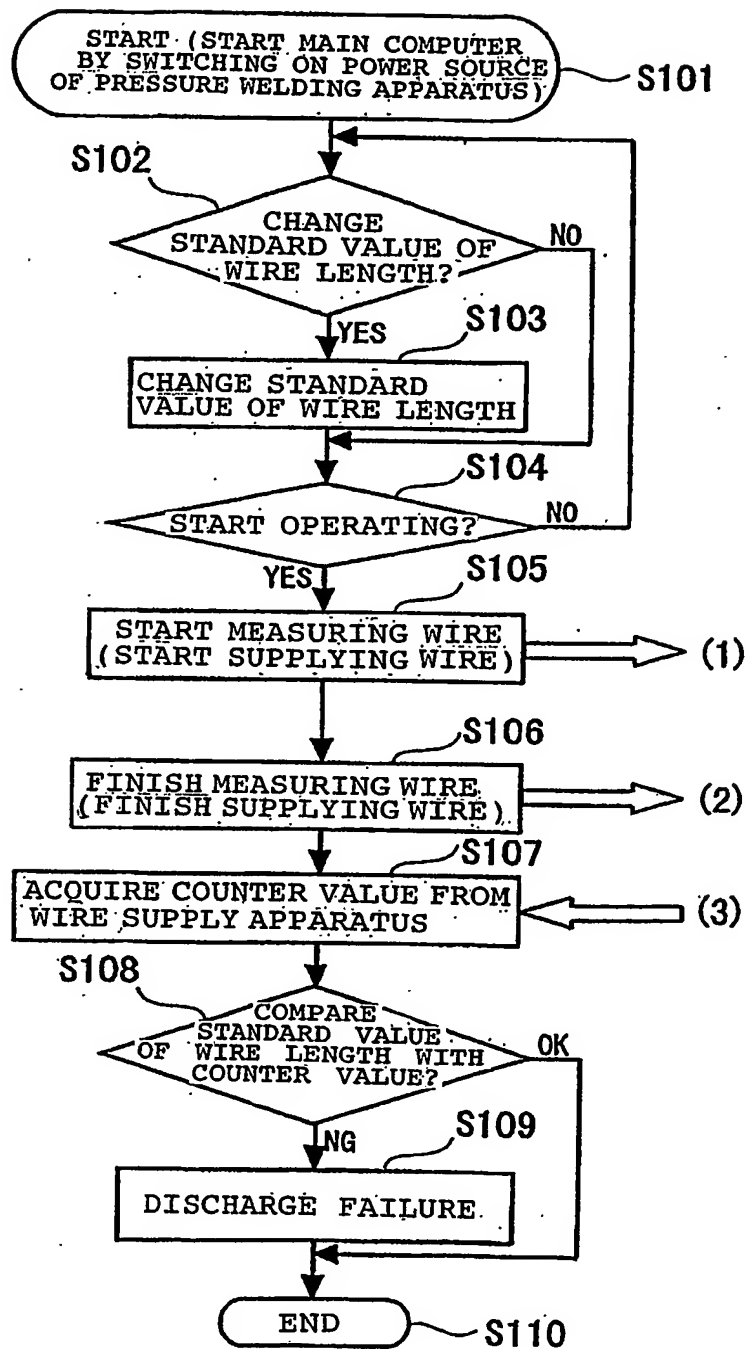 START (START MAIN COMPUTER
BY SWITCHING ON POWER SOURCE
OF PRESSURE WELDING APPARATUS)
S101
S102
CHANGE
STANDARD VALUE OF
WIRE LENGTH?
NO
YES
S103
CHANGE STANDARD
VALUE OF WIRE LENGTH
S104
START OPERATING?
NO
YES
S105
START MEASURING WIRE
(START SUPPLYING WIRE)
(1)
S106
FINISH MEASURING WIRE
(FINISH SUPPLYING WIRE)
(2)
S107
ACQUIRE COUNTER VALUE FROM
WIRE SUPPLY APPARATUS
(3)
S108
COMPARE
STANDARD VALUE
OF WIRE LENGTH WITH
COUNTER VALUE?
OK
NG
S109
DISCHARGE FAILURE
END
S110